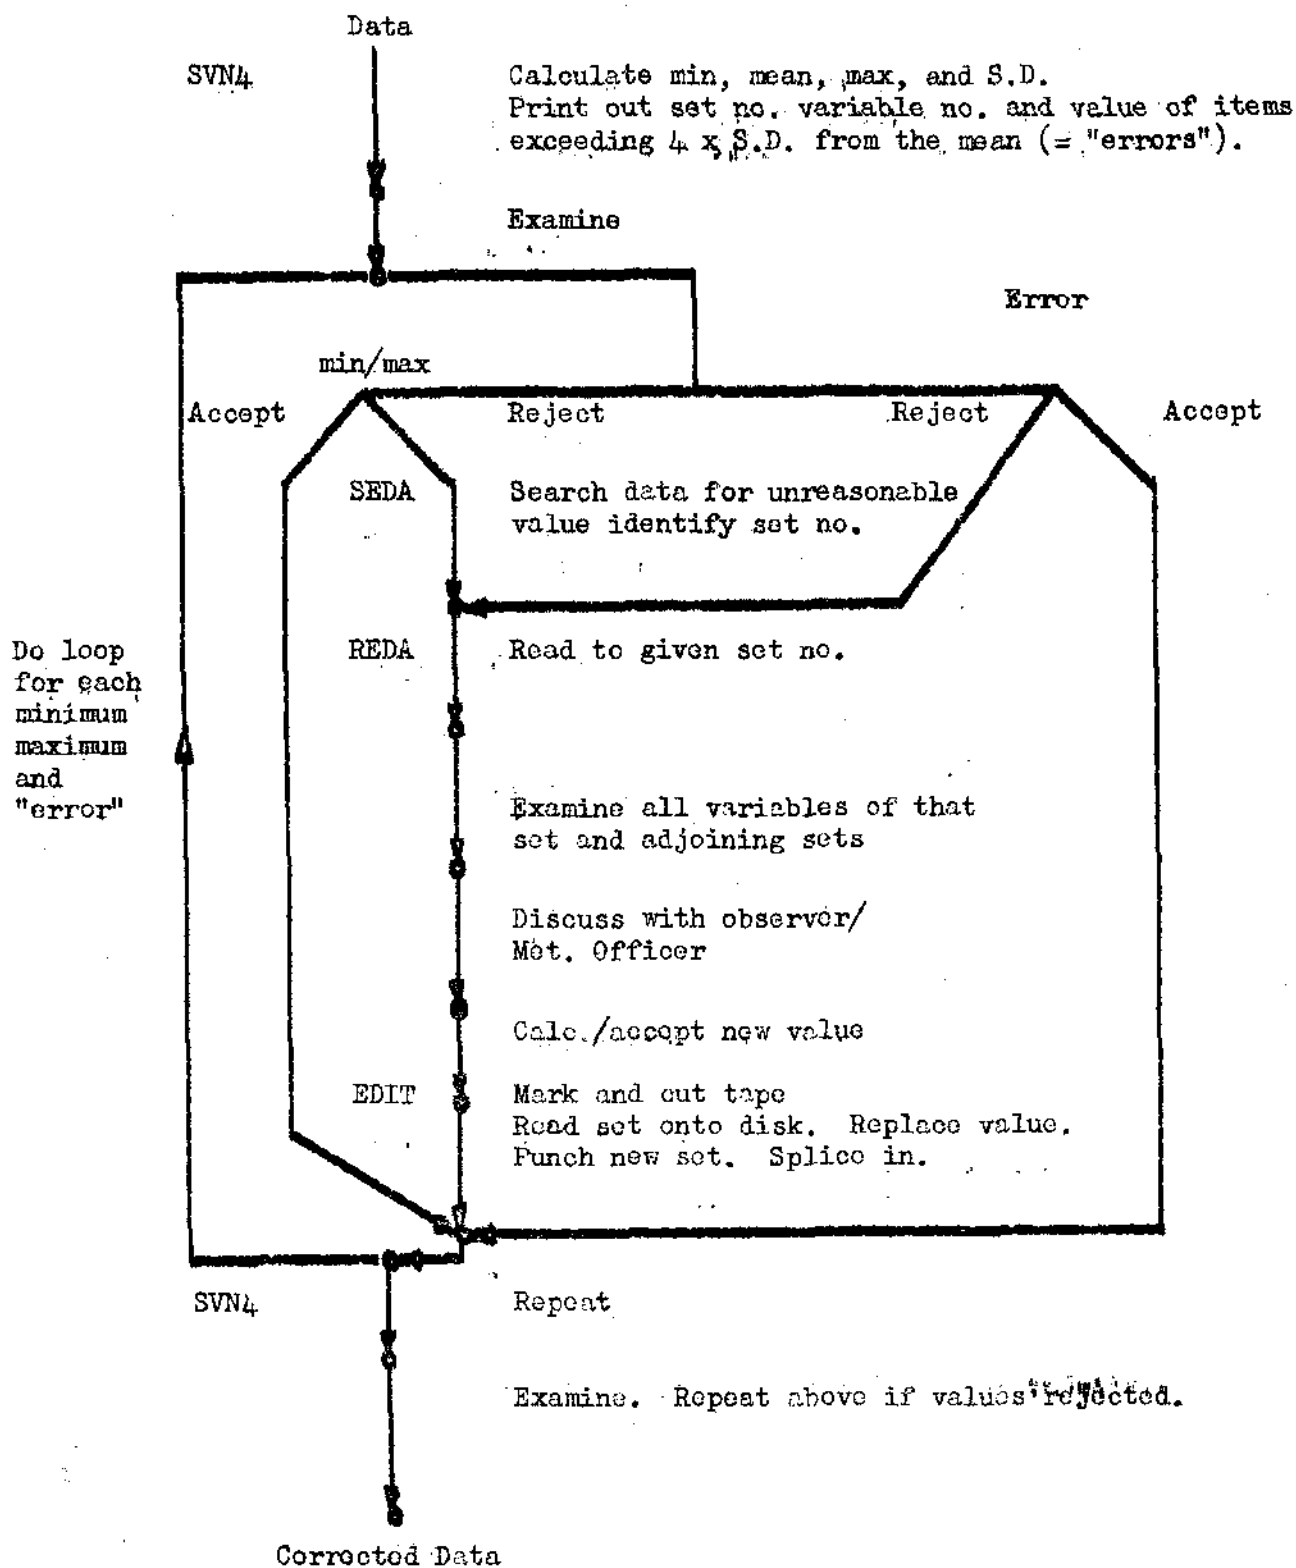 Data
SVN4
Calculate min, mean, max, and S.D.
Print out set no. variable no. and value of items
exceeding 4 x S.D. from the mean (= "errors").
Examine
Error
min/max
Accept
Reject
Reject
Accept
SEDA
Search data for unreasonable
value identify set no.
REDA
Read to given set no.
Do loop
for each
minimum
maximum
and
"error"
Examine all variables of that
set and adjoining sets
Discuss with observer/
Met. Officer
Calc./accept new value
EDIT
Mark and cut tape
Read set onto disk. Replace value.
Punch new set. Splice in.
SVN4
Repeat
Examine. Repeat above if values rejected.
Corrected Data